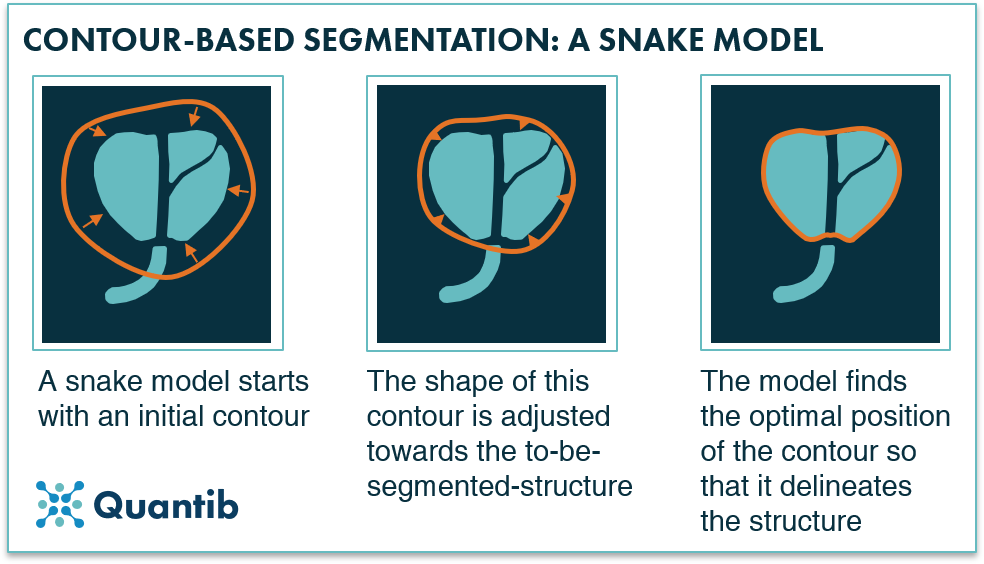 CONTOUR-BASED SEGMENTATION: A SNAKE MODEL
A snake model starts
with an initial contour
The shape of this
contour is adjusted
towards the to-be-
segmented-structure
The model finds
the optimal position
of the contour so
that it delineates
the structure
Quantib